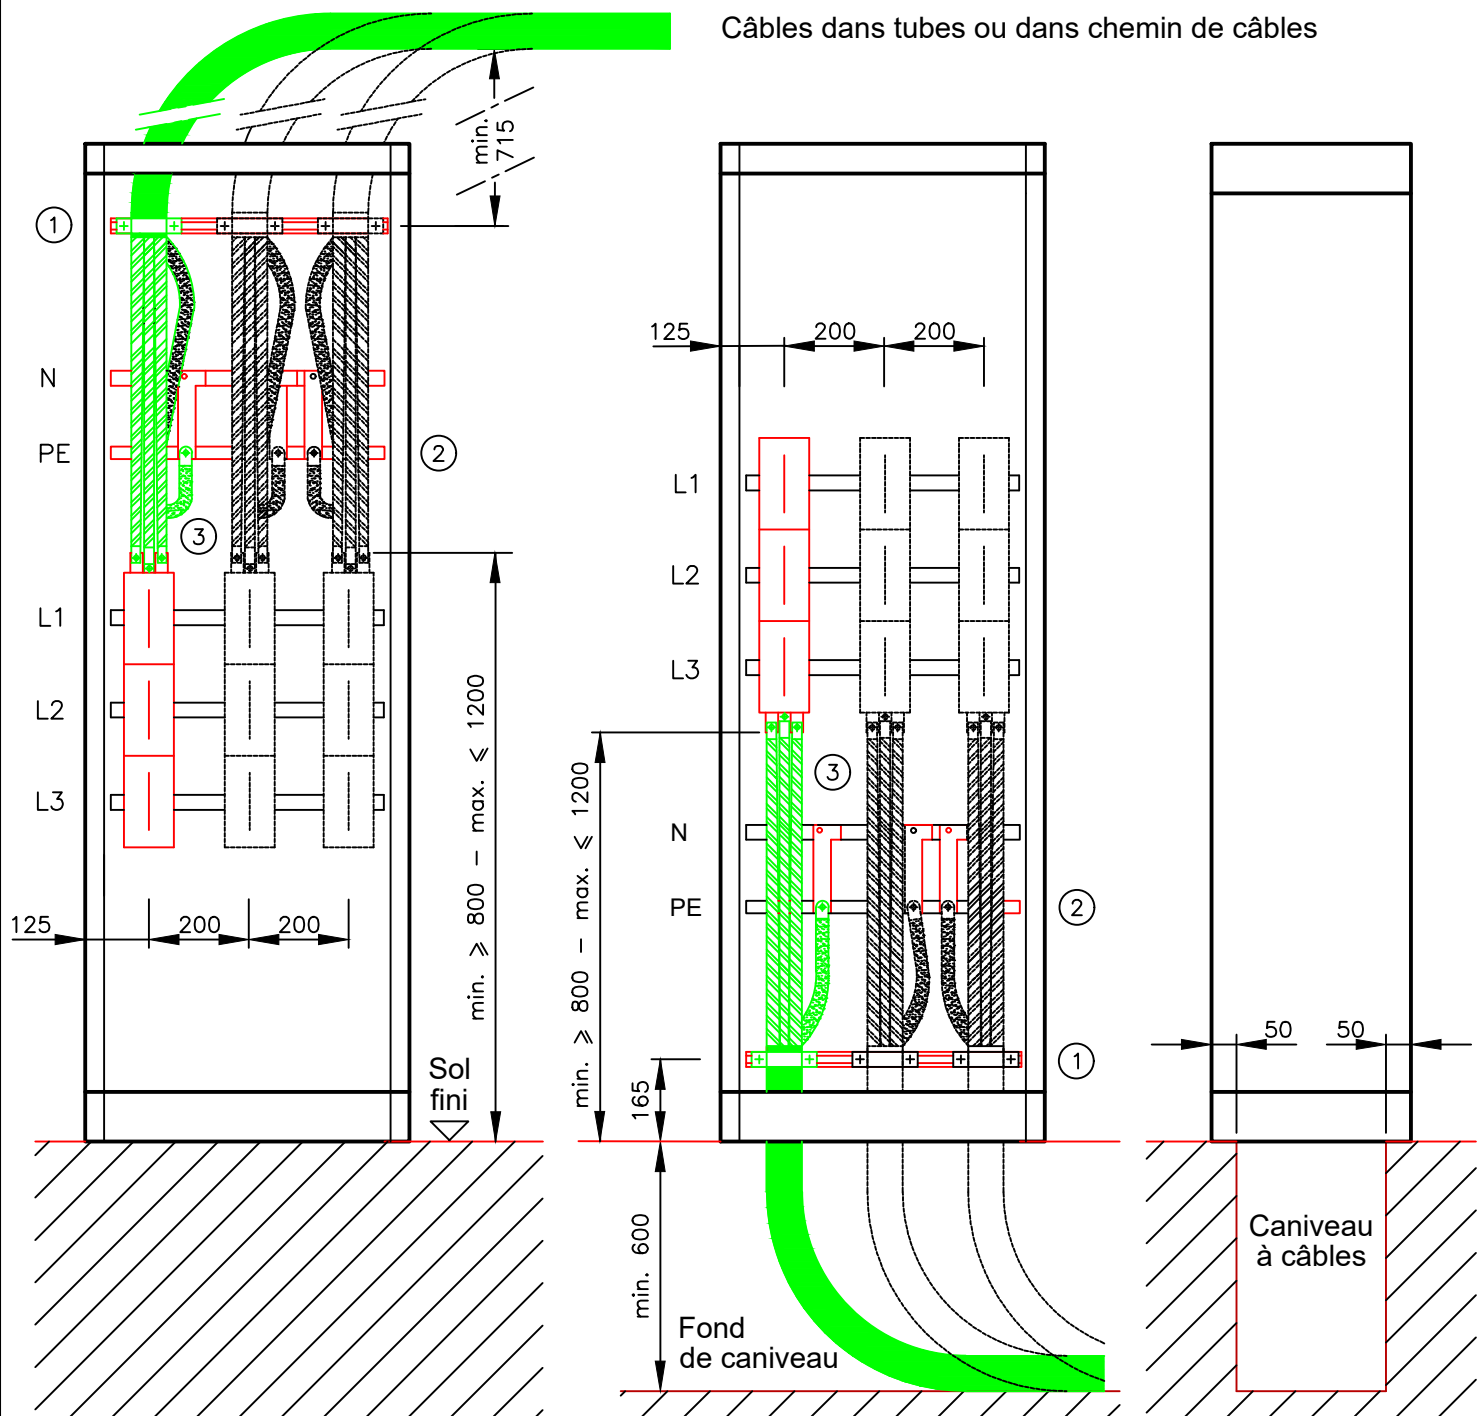 Câbles dans tubes ou dans chemin de câbles
min.
715
1
N
PE
2
3
L1
L2
L3
125
200
200
min. ⩾ 800 – max. ⩽ 1200
Sol
fini
125
200
200
L1
L2
L3
3
N
PE
2
1
min. ⩾ 800 – max. ⩽ 1200
165
min. 600
Fond
de caniveau
50
50
Caniveau
à câbles